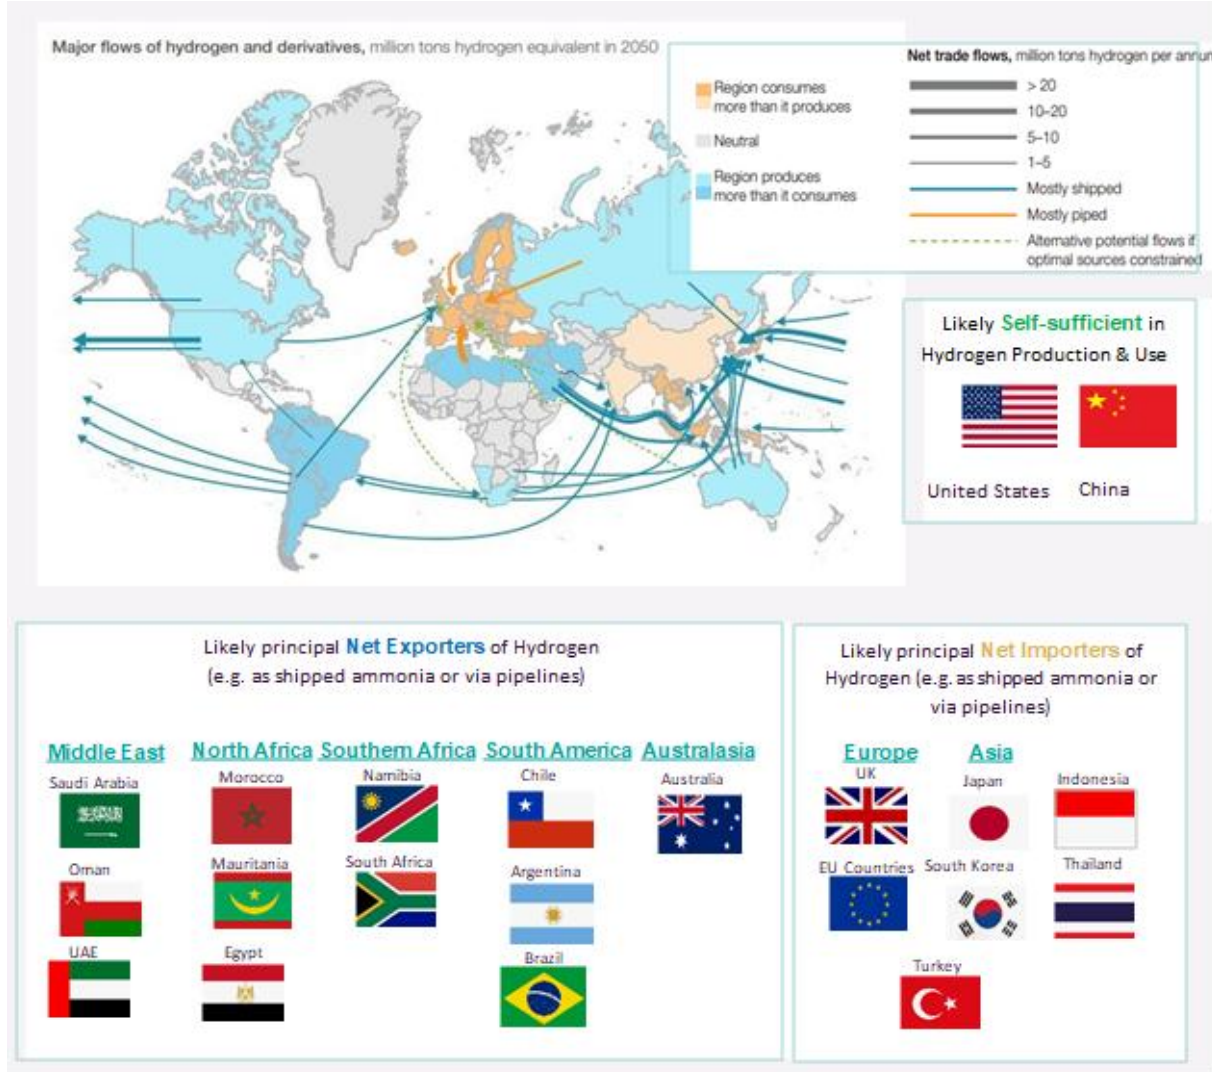 Major flows of hydrogen and derivatives, million tons hydrogen equivalent in 2050
Region consumes
more than it produces
Neutral
Region produces
more than it consumes
Net trade flows, million tons hydrogen per annum
> 20
10–20
5–10
1–5
Mostly shipped
Mostly piped
Alternative potential flows if
optimal sources constrained
Likely Self-sufficient in
Hydrogen Production & Use
United States
China
Likely principal Net Exporters of Hydrogen
(e.g. as shipped ammonia or via pipelines)
Middle East
Saudi Arabia
Oman
UAE
North Africa
Morocco
Mauritania
Egypt
Southern Africa
Namibia
South Africa
South America
Chile
Argentina
Brazil
Australasia
Australia
Likely principal Net Importers of
Hydrogen (e.g. as shipped ammonia or
via pipelines)
Europe
UK
EU Countries
Asia
Japan
South Korea
Indonesia
Thailand
Turkey